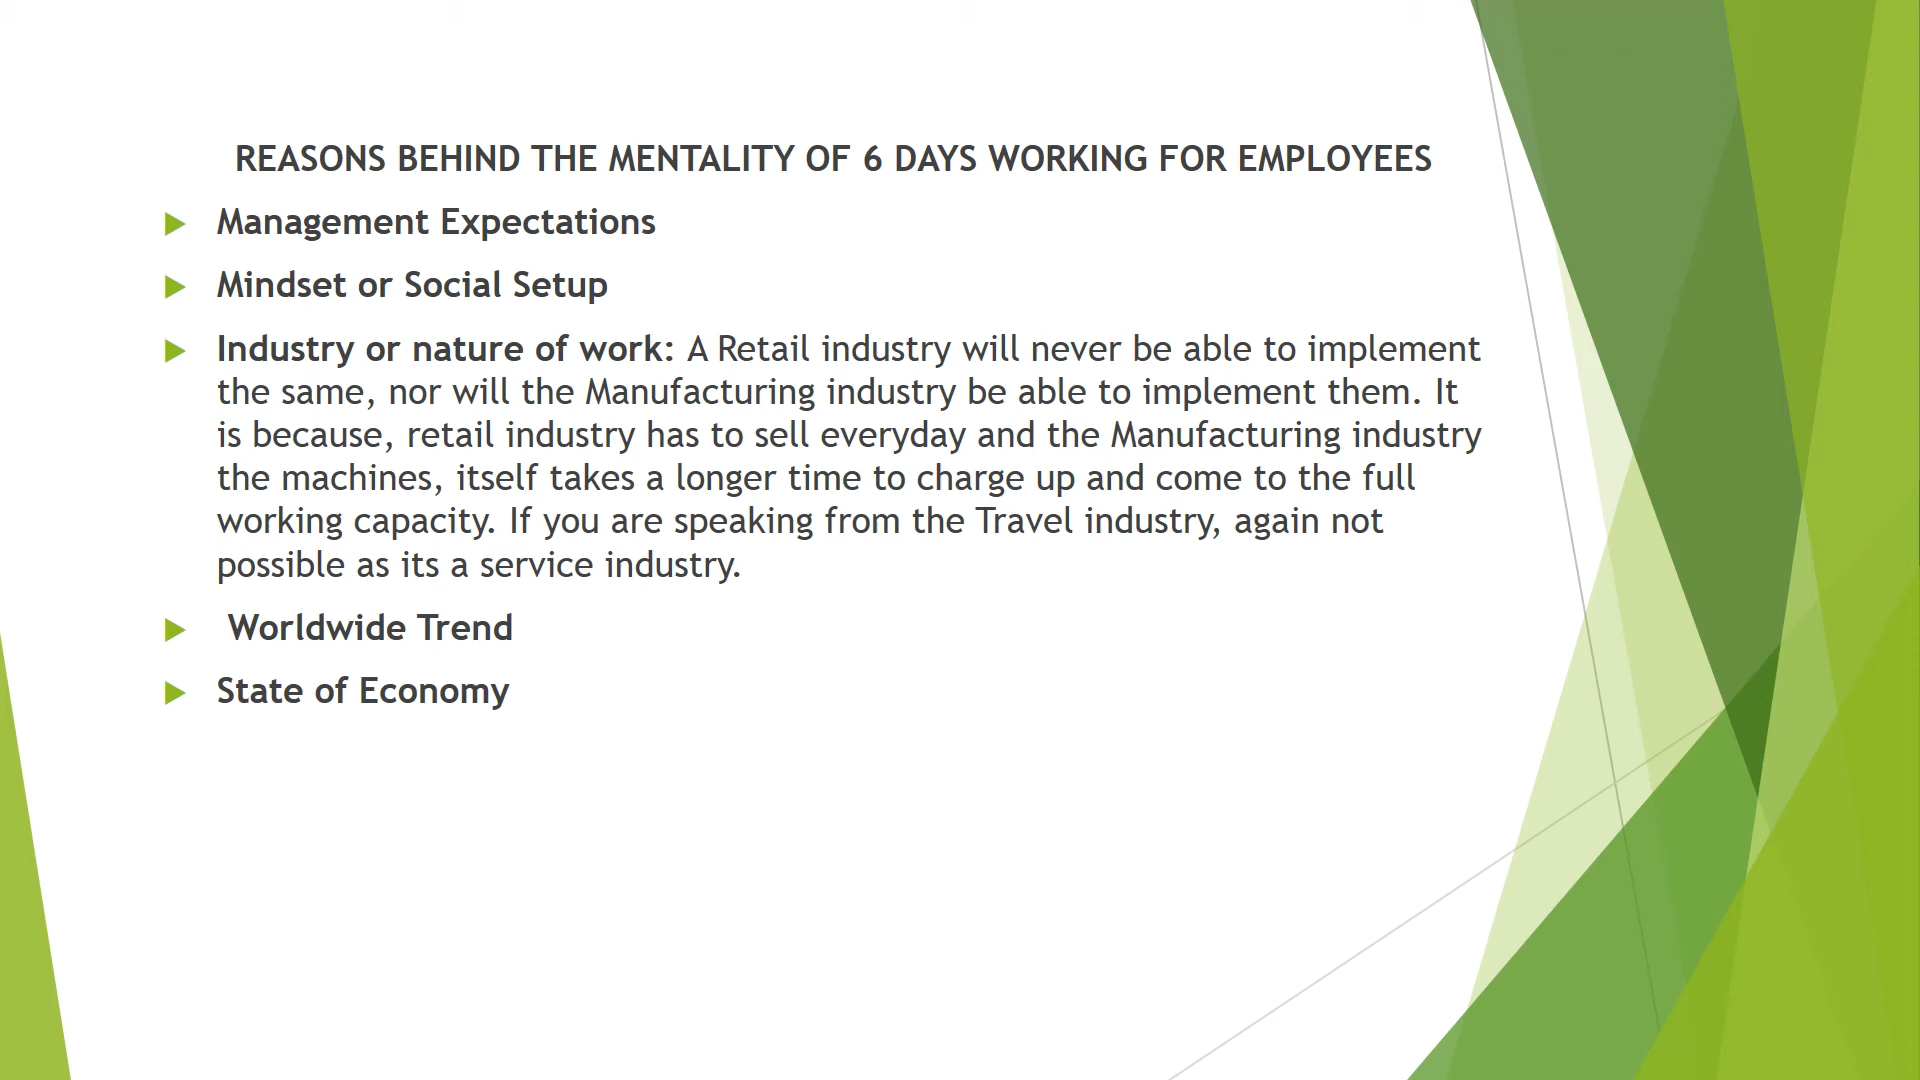 REASONS BEHIND THE MENTALITY OF 6 DAYS WORKING FOR EMPLOYEES
Management Expectations
Mindset or Social Setup
Industry or nature of work: A Retail industry will never be able to implement
the same, nor will the Manufacturing industry be able to implement them. It
is because, retail industry has to sell everyday and the Manufacturing industry
the machines, itself takes a longer time to charge up and come to the full
working capacity. If you are speaking from the Travel industry, again not
possible as its a service industry.
Worldwide Trend
State of Economy